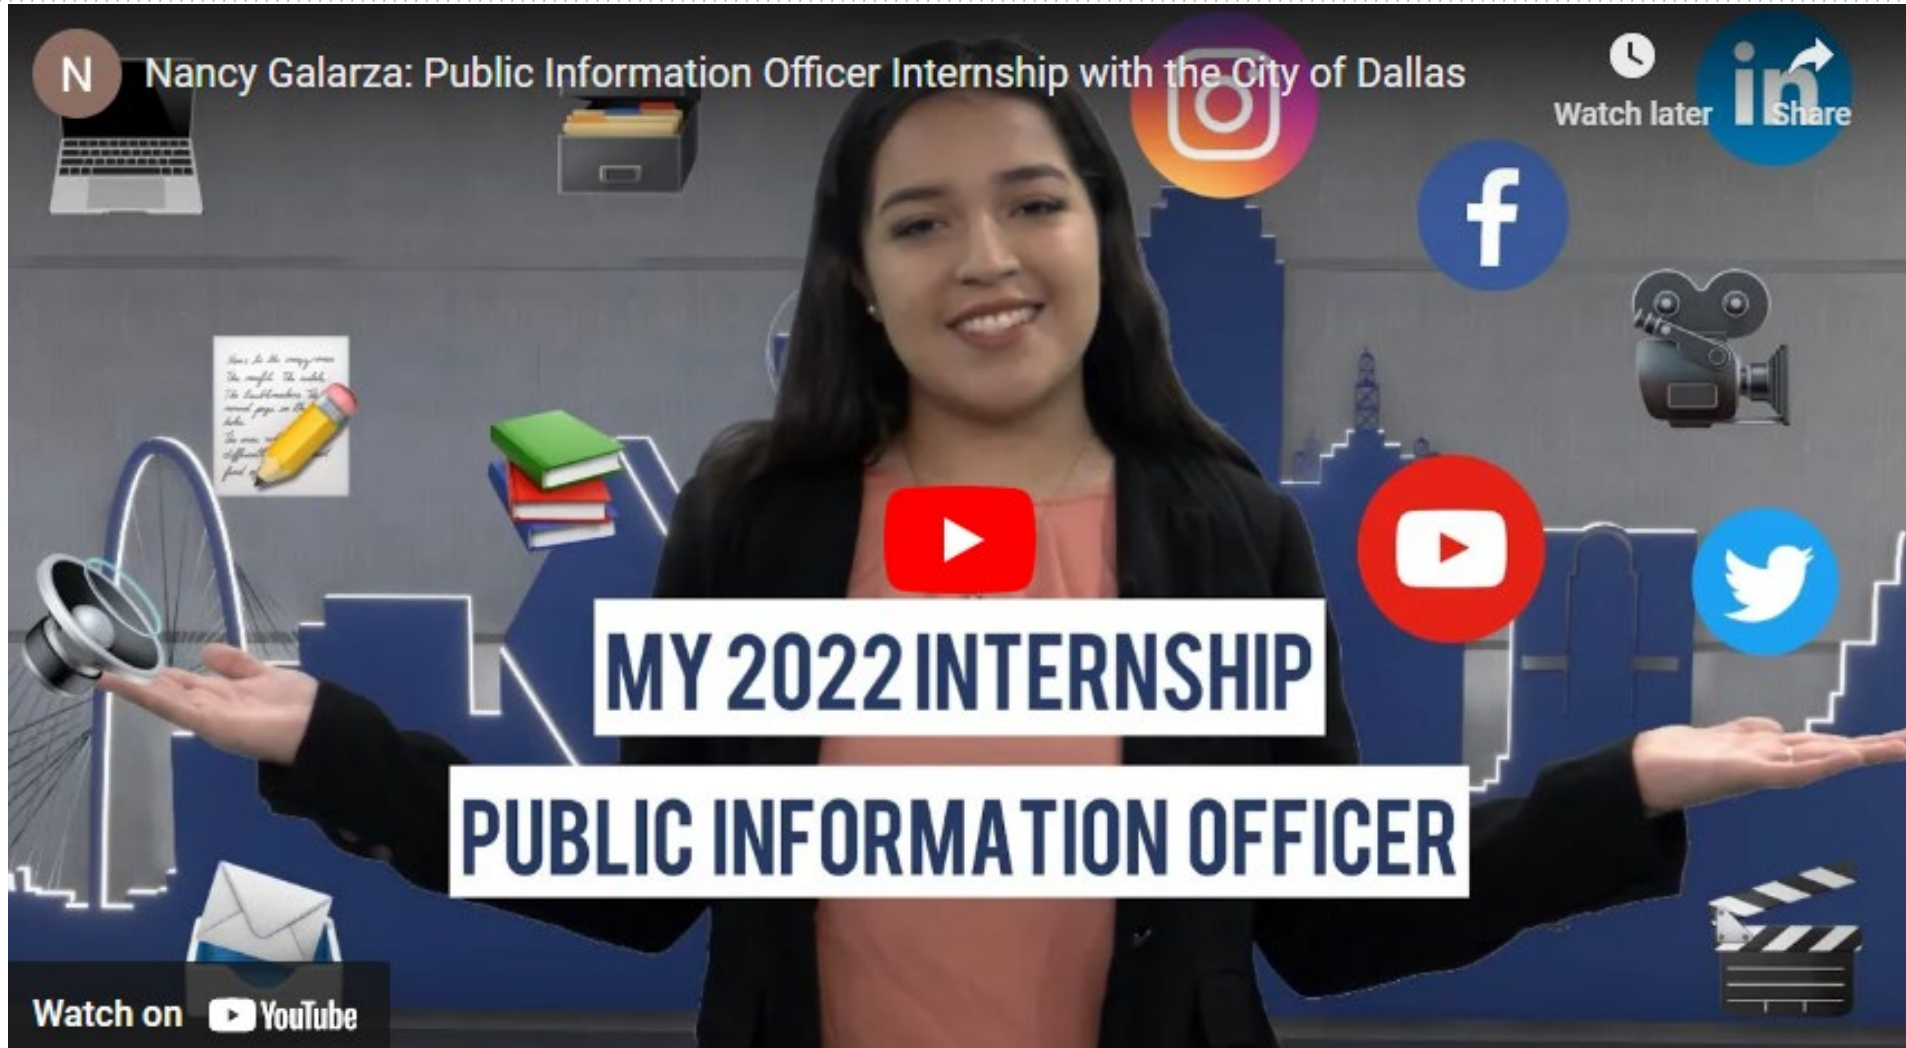 N
Nancy Galarza: Public Information Officer Internship with the City of Dallas
Watch later
Share
in
f
MY 2022 INTERNSHIP
PUBLIC INFORMATION OFFICER
Watch on YouTube